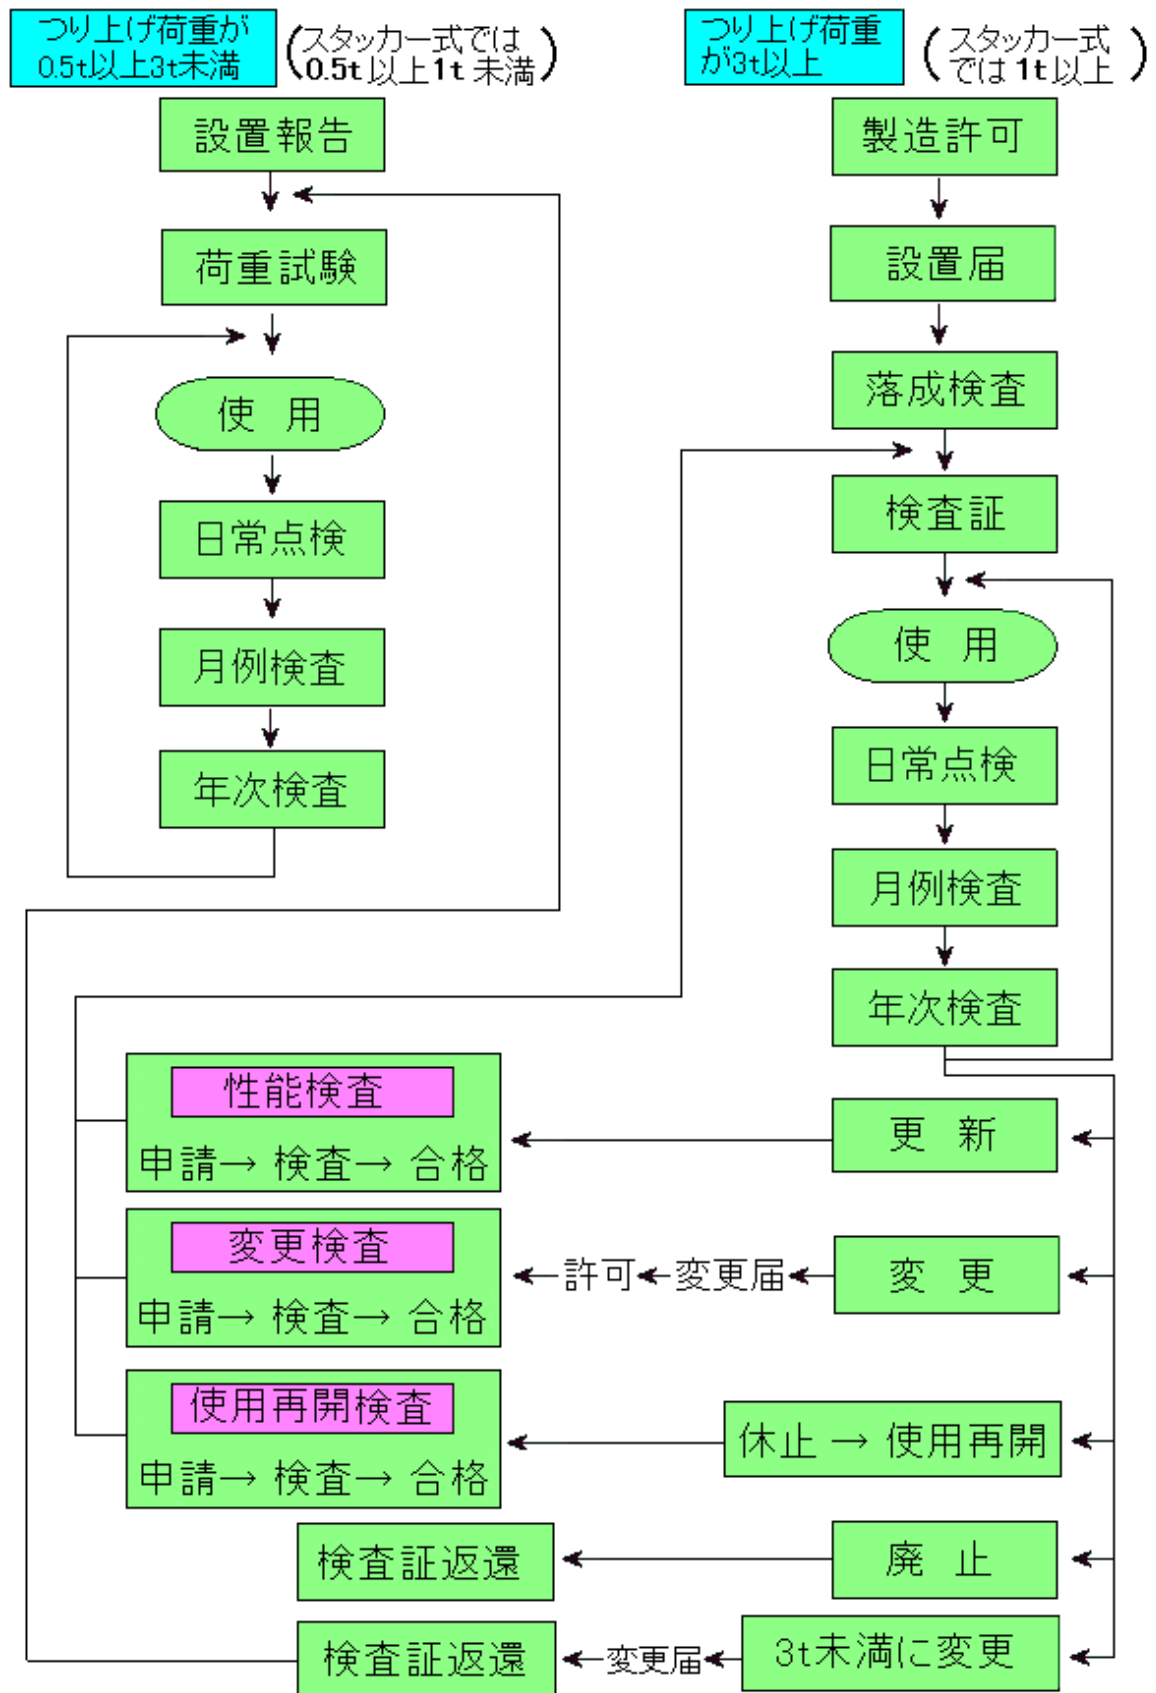 つり上げ荷重が
0.5t以上3t未満
(スタッカー式では
0.5t以上1t 未満)
設置報告
荷重試験
使 用
日常点検
月例検査
年次検査
つり上げ荷重
が3t以上
(スタッカー式
では 1t以上)
製造許可
設置届
落成検査
検査証
使 用
日常点検
月例検査
年次検査
性能検査
申請→ 検査→ 合格
更 新
変更検査
申請→ 検査→ 合格
許可
変更届
変 更
使用再開検査
申請→ 検査→ 合格
休止 → 使用再開
検査証返還
廃 止
検査証返還
変更届
3t未満に変更